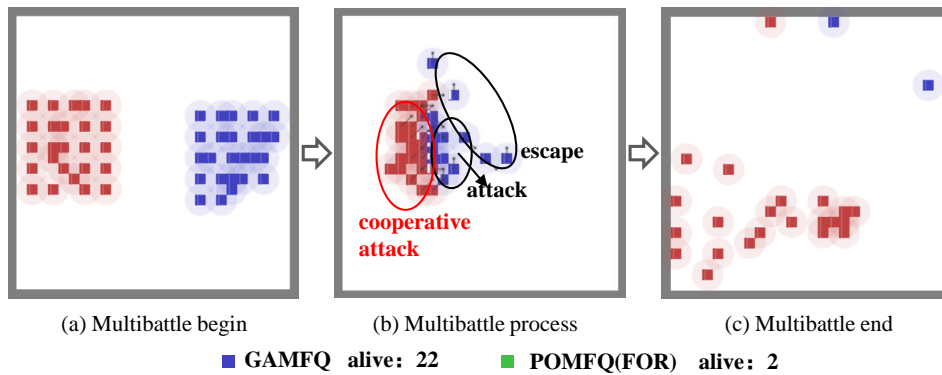 escape
attack
cooperative
attack
(a) Multibattle begin
(b) Multibattle process
(c) Multibattle end
GAMFQ alive: 22
POMFQ(FOR) alive: 2